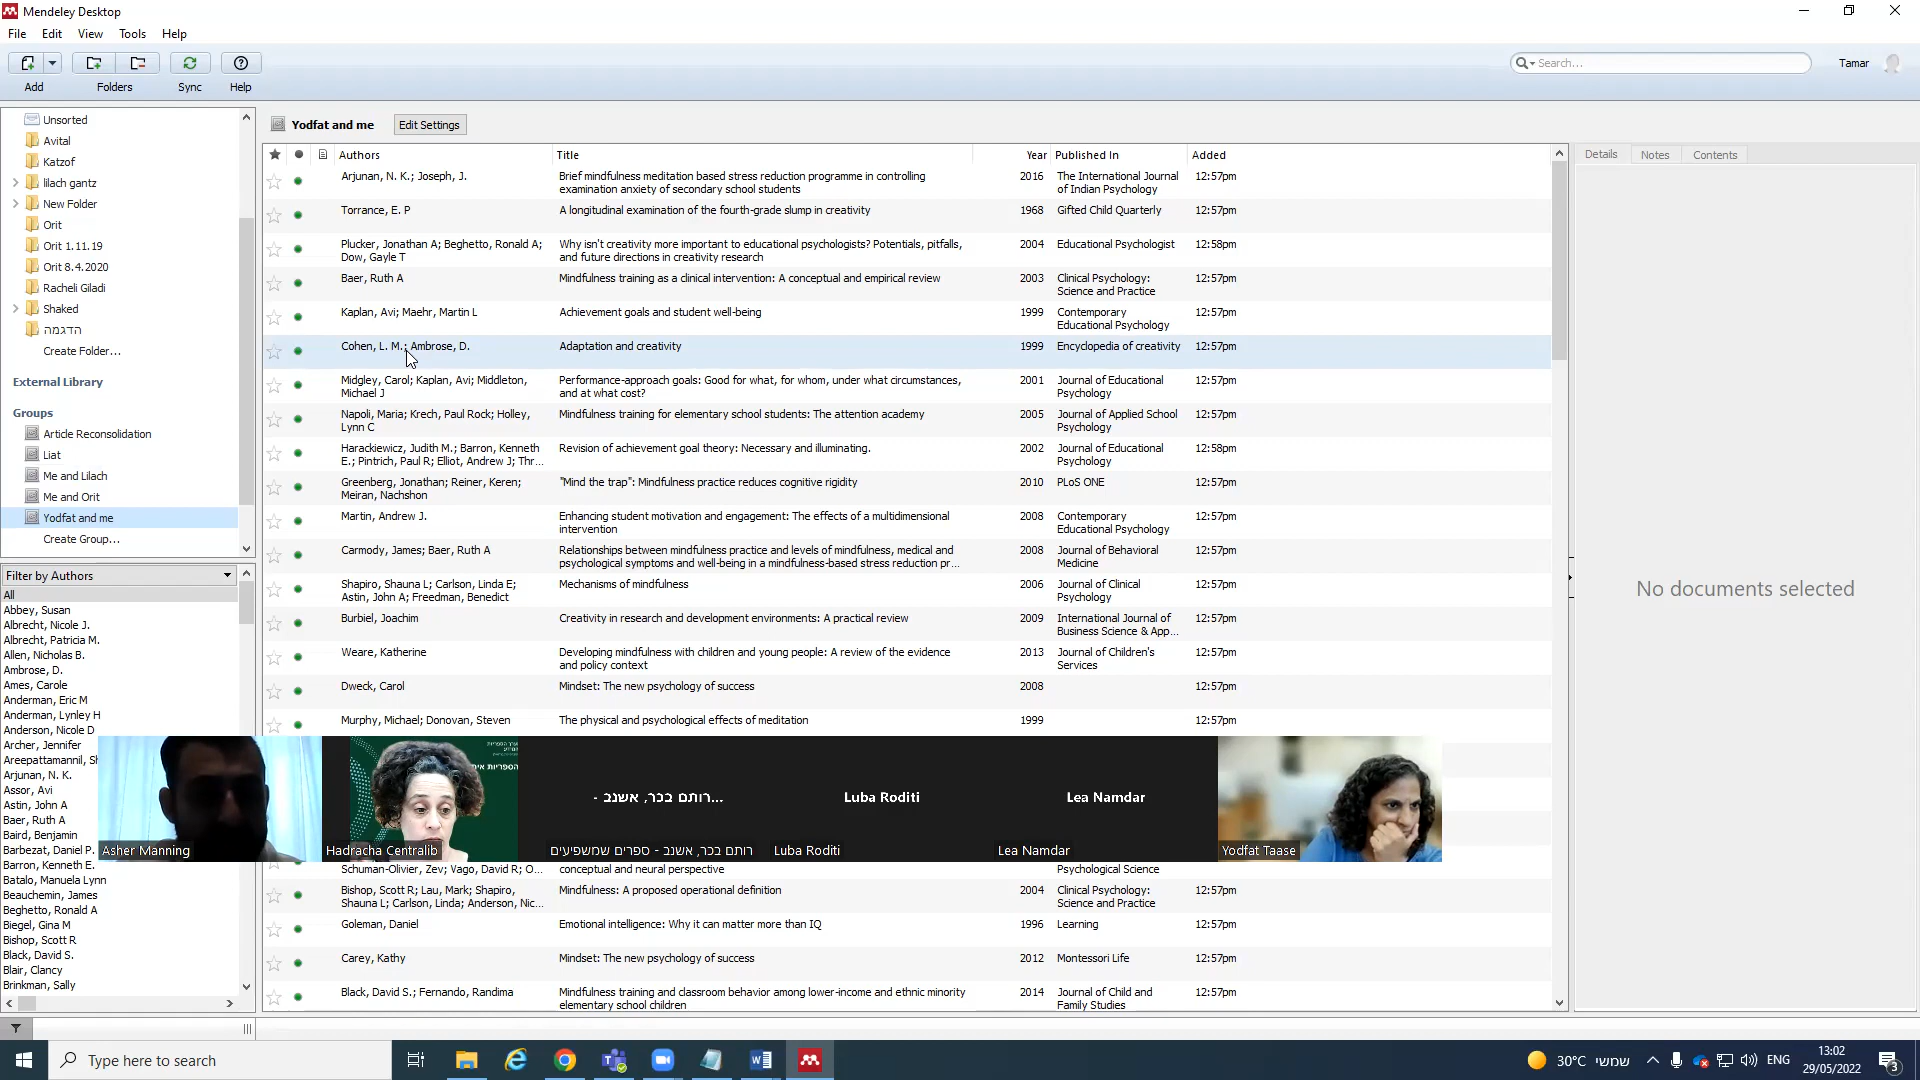 Mendeley Desktop
File Edit View Tools Help
Add Folders Sync Help
Search...
Tamar
Unsorted
Avital
Katzof
lilach gantz
New Folder
Orit
Orit 1.11.19
Orit 8.4.2020
Racheli Giladi
Shaked
הדגמה
Create Folder...
External Library
Groups
Article Reconsolidation
Liat
Me and Lilach
Me and Orit
Yodfat and me
Create Group...
Filter by Authors
All
Abbey, Susan
Albrecht, Nicole J.
Albrecht, Patricia M.
Allen, Nicholas B.
Ambrose, D.
Ames, Carole
Anderman, Eric M
Anderman, Lynley H
Anderson, Nicole D
Archer, Jennifer
Areepattamannil, Sh
Arjunan, N. K.
Assor, Avi
Astin, John A
Baer, Ruth A
Baird, Benjamin
Barbezat, Daniel P.
Barron, Kenneth E.
Batalo, Manuela Lynn
Beauchemin, James
Beghetto, Ronald A
Biegel, Gina M
Bishop, Scott R
Black, David S.
Blair, Clancy
Brinkman, Sally
Yodfat and me Edit Settings
Authors Title Year Published In Added
Arjunan, N. K.; Joseph, J. Brief mindfulness meditation based stress reduction programme in controlling 2016 The International Journal 12:57pm
examination anxiety of secondary school students of Indian Psychology
Torrance, E. P A longitudinal examination of the fourth-grade slump in creativity 1968 Gifted Child Quarterly 12:57pm
Plucker, Jonathan A; Beghetto, Ronald A; Why isn't creativity more important to educational psychologists? Potentials, pitfalls, 2004 Educational Psychologist 12:58pm
Dow, Gayle T and future directions in creativity research
Baer, Ruth A Mindfulness training as a clinical intervention: A conceptual and empirical review 2003 Clinical Psychology: 12:57pm
Science and Practice
Kaplan, Avi; Maehr, Martin L Achievement goals and student well-being 1999 Contemporary 12:57pm
Educational Psychology
Cohen, L. M.; Ambrose, D. Adaptation and creativity 1999 Encyclopedia of creativity 12:57pm
Midgley, Carol; Kaplan, Avi; Middleton, Performance-approach goals: Good for what, for whom, under what circumstances, 2001 Journal of Educational 12:57pm
Michael J and at what cost? Psychology
Napoli, Maria; Krech, Paul Rock; Holley, Mindfulness training for elementary school students: The attention academy 2005 Journal of Applied School 12:57pm
Lynn C Psychology
Harackiewicz, Judith M.; Barron, Kenneth Revision of achievement goal theory: Necessary and illuminating. 2002 Journal of Educational 12:58pm
E.; Pintrich, Paul R; Elliot, Andrew J; Thr... Psychology
Greenberg, Jonathan; Reiner, Keren; "Mind the trap": Mindfulness practice reduces cognitive rigidity 2010 PLoS ONE 12:57pm
Meiran, Nachshon
Martin, Andrew J. Enhancing student motivation and engagement: The effects of a multidimensional 2008 Contemporary 12:57pm
intervention Educational Psychology
Carmody, James; Baer, Ruth A Relationships between mindfulness practice and levels of mindfulness, medical and 2008 Journal of Behavioral 12:57pm
psychological symptoms and well-being in a mindfulness-based stress reduction pr... Medicine
Shapiro, Shauna L; Carlson, Linda E; Mechanisms of mindfulness 2006 Journal of Clinical 12:57pm
Astin, John A; Freedman, Benedict Psychology
Burbiel, Joachim Creativity in research and development environments: A practical review 2009 International Journal of 12:57pm
Business Science & App...
Weare, Katherine Developing mindfulness with children and young people: A review of the evidence 2013 Journal of Children's 12:57pm
and policy context Services
Dweck, Carol Mindset: The new psychology of success 2008 12:57pm
Murphy, Michael; Donovan, Steven The physical and psychological effects of meditation 1999 12:57pm
רותם בכר, אשנב - ...
Luba Roditi
Lea Namdar
Asher Manning
Hadracha Centralib
רותם בכר, אשנב - ספרים שמשפיעים
Luba Roditi
Lea Namdar
Yodfat Taase
Schuman-Olivier, Zev; Vago, David R; O... conceptual and neural perspective Psychological Science
Bishop, Scott R; Lau, Mark; Shapiro, Mindfulness: A proposed operational definition 2004 Clinical Psychology: 12:57pm
Shauna L; Carlson, Linda; Anderson, Nic... Science and Practice
Goleman, Daniel Emotional intelligence: Why it can matter more than IQ 1996 Learning 12:57pm
Carey, Kathy Mindset: The new psychology of success 2012 Montessori Life 12:57pm
Black, David S.; Fernando, Randima Mindfulness training and classroom behavior among lower-income and ethnic minority 2014 Journal of Child and 12:57pm
elementary school children Family Studies
Details Notes Contents
No documents selected
Type here to search
30°C שמשי
ENG
13:02
29/05/2022
3